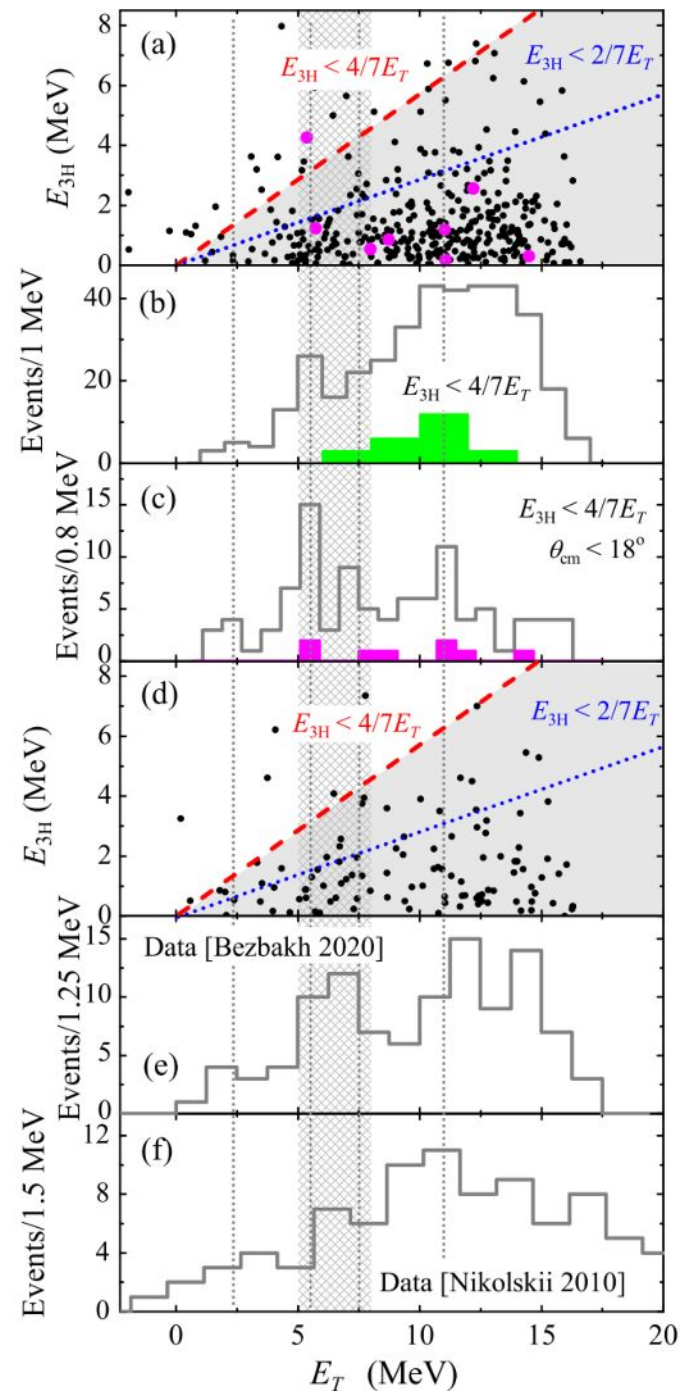 (a)
E3H < 4/7ET
E3H < 2/7ET
E3H (MeV)
8
6
4
2
0
(b)
E3H < 4/7ET
Events/1 MeV
40
20
0
(c)
E3H < 4/7ET
θcm < 18°
Events/0.8 MeV
15
10
5
0
(d)
E3H < 4/7ET
E3H < 2/7ET
E3H (MeV)
8
6
4
2
0
Data [Bezbakh 2020]
(e)
Events/1.25 MeV
15
10
5
0
(f)
Data [Nikolskii 2010]
Events/1.5 MeV
12
8
4
0
0 5 10 15 20
ET (MeV)